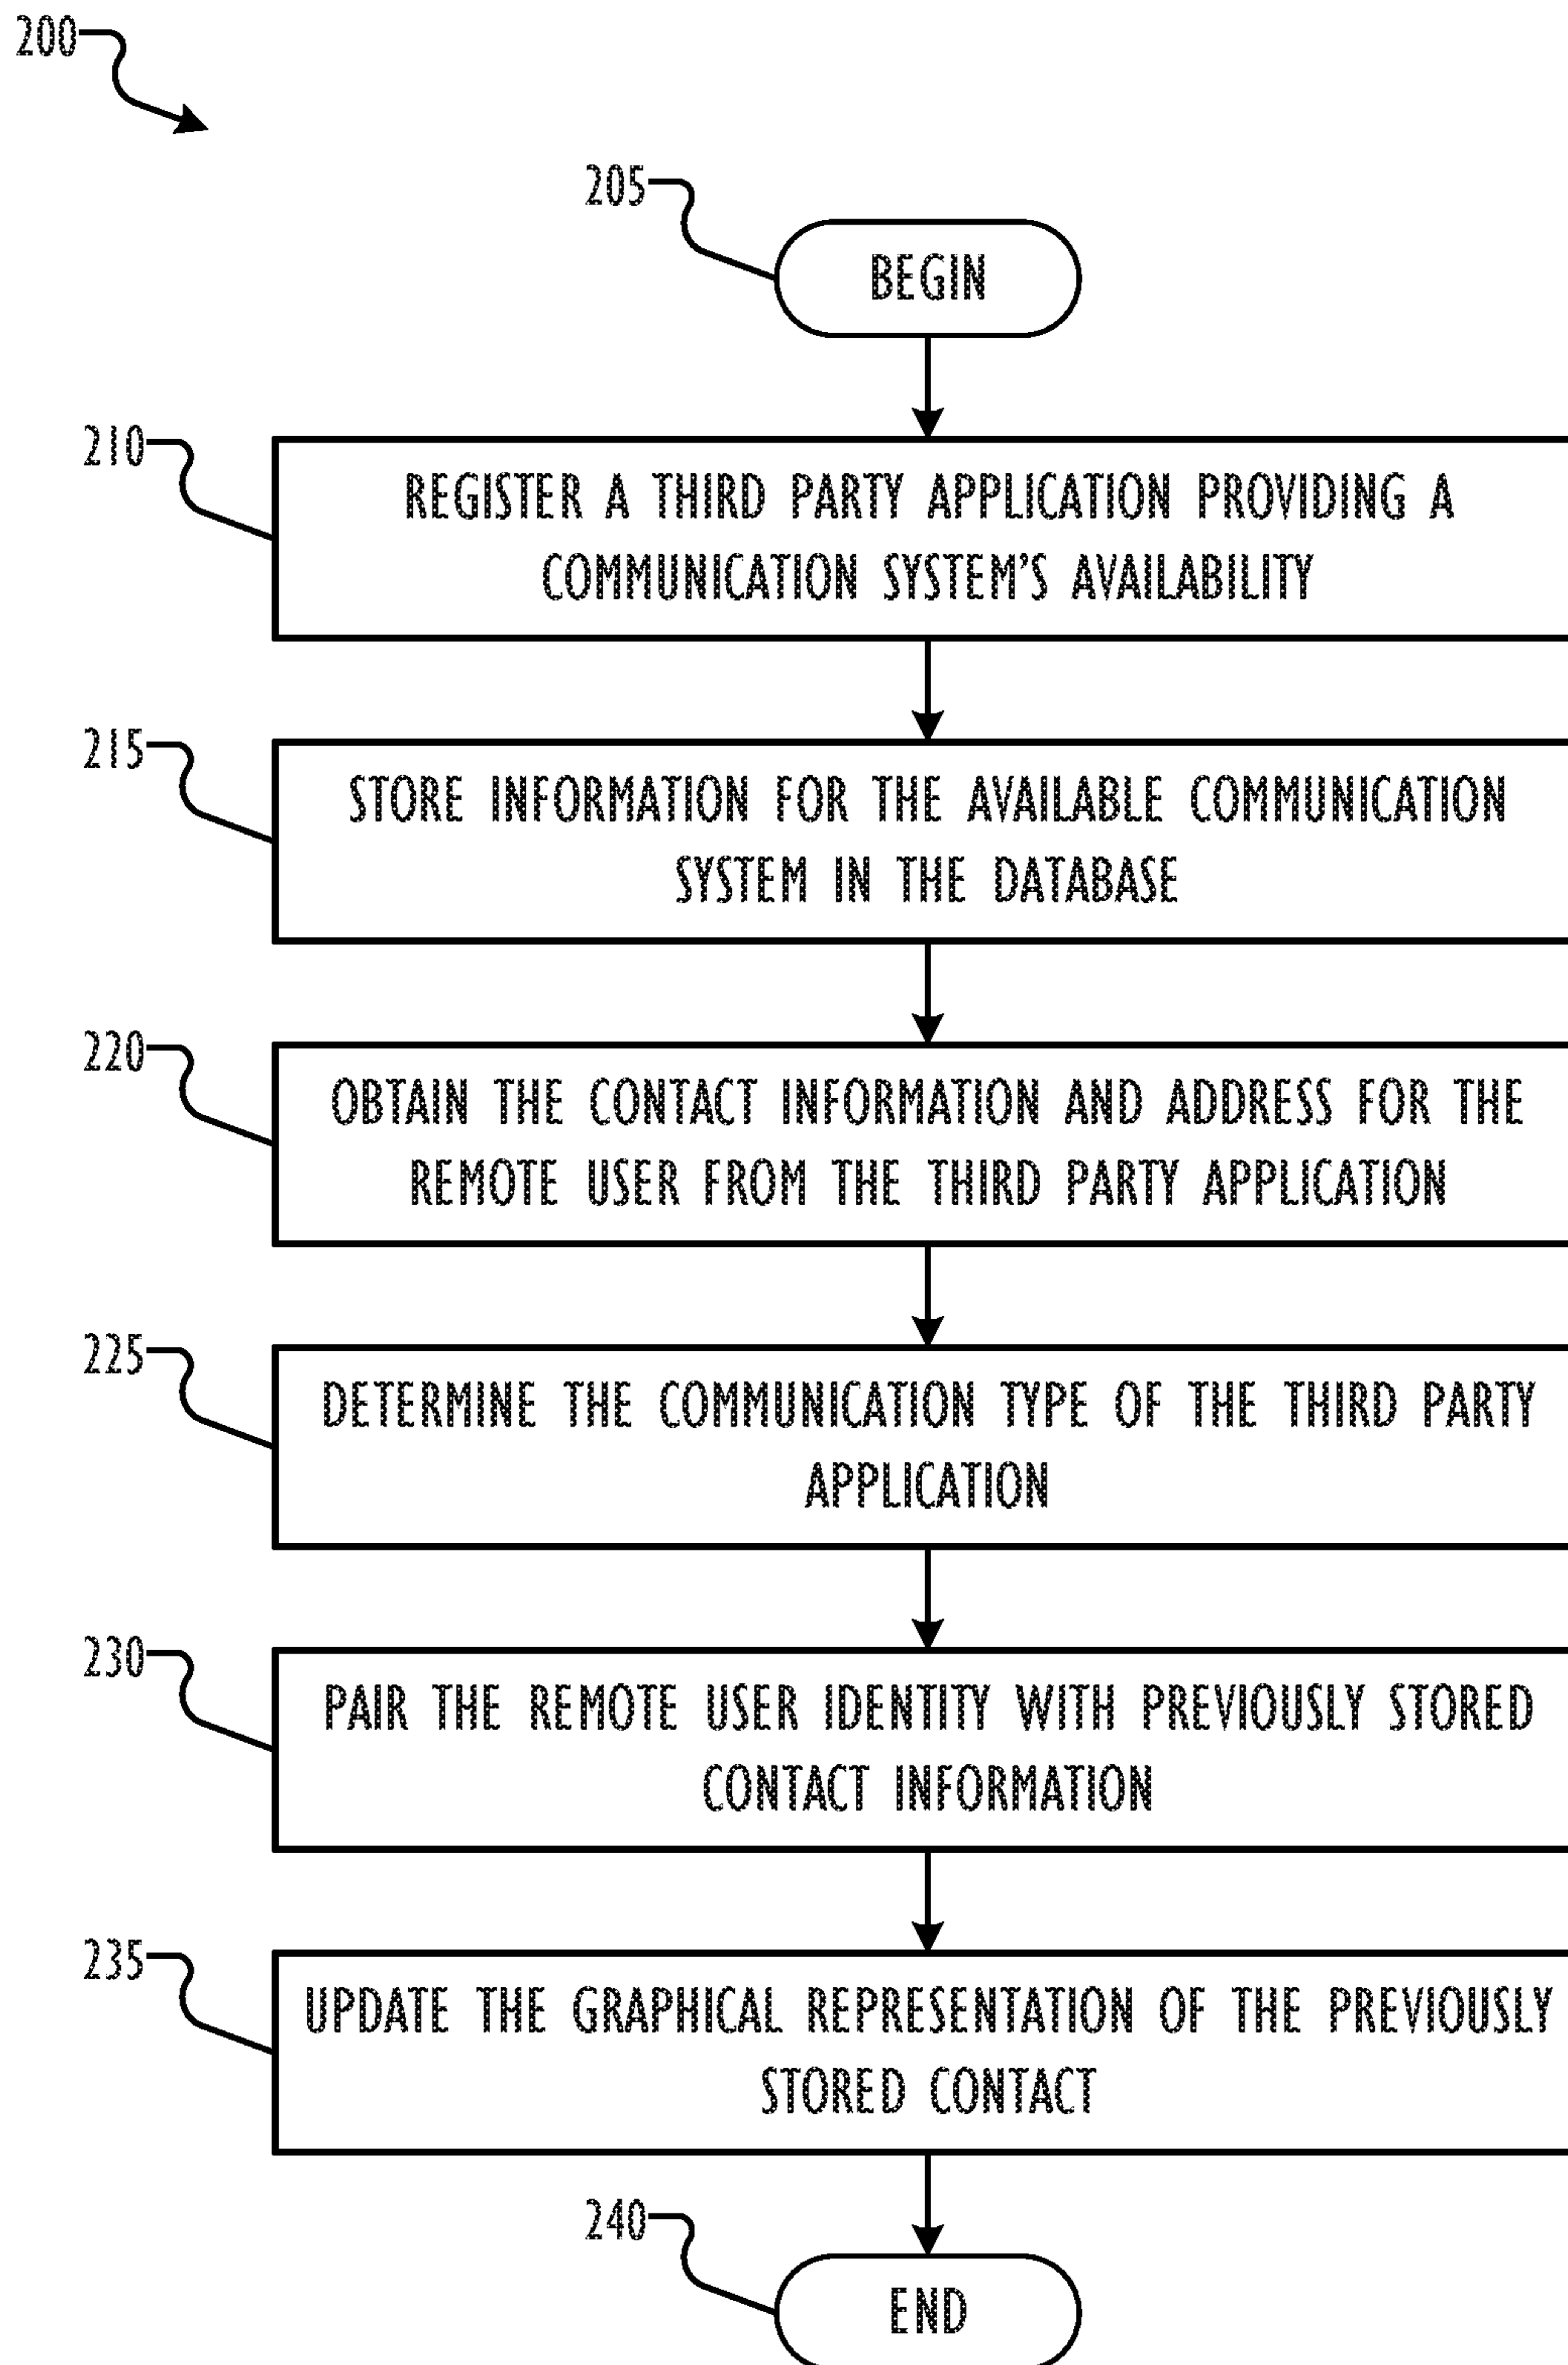 200
205
BEGIN
210
REGISTER A THIRD PARTY APPLICATION PROVIDING A
COMMUNICATION SYSTEM'S AVAILABILITY
215
STORE INFORMATION FOR THE AVAILABLE COMMUNICATION
SYSTEM IN THE DATABASE
220
OBTAIN THE CONTACT INFORMATION AND ADDRESS FOR THE
REMOTE USER FROM THE THIRD PARTY APPLICATION
225
DETERMINE THE COMMUNICATION TYPE OF THE THIRD PARTY
APPLICATION
230
PAIR THE REMOTE USER IDENTITY WITH PREVIOUSLY STORED
CONTACT INFORMATION
235
UPDATE THE GRAPHICAL REPRESENTATION OF THE PREVIOUSLY
STORED CONTACT
240
END